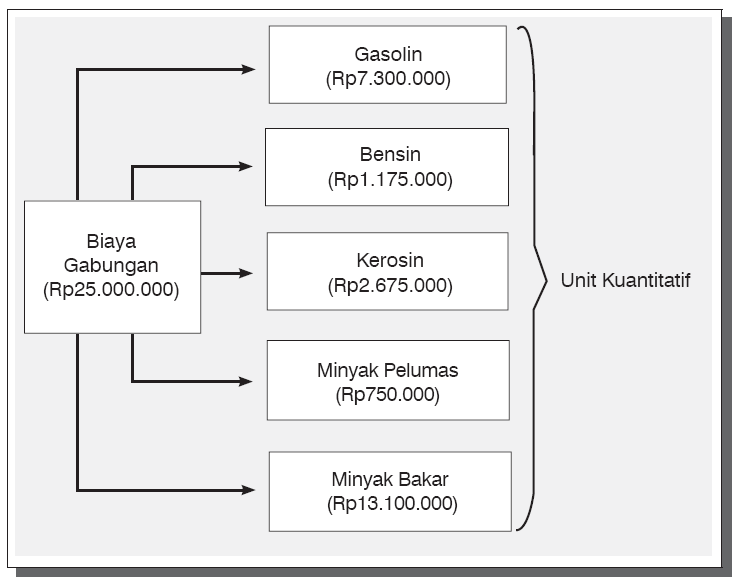 Gasolin
(Rp7.300.000)
Bensin
(Rp1.175.000)
Biaya
Gabungan
(Rp25.000.000)
Kerosin
(Rp2.675.000)
Unit Kuantitatif
Minyak Pelumas
(Rp750.000)
Minyak Bakar
(Rp13.100.000)